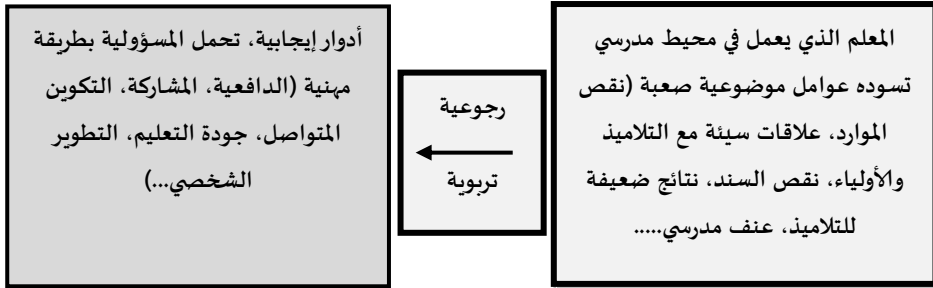 المعلم الذي يعمل في محيط مدرسي
تسوده عوامل موضوعية صعبة (نقص
الموارد، علاقات سيئة مع التلاميذ
والأولياء، نقص السند، نتائج ضعيفة
للتلاميذ، عنف مدرسي.....
رجوعية
تربوية
أدوار إيجابية، تحمل المسؤولية بطريقة
مهنية (الدافعية، المشاركة، التكوين
المتواصل، جودة التعليم، التطوير
الشخصي...)